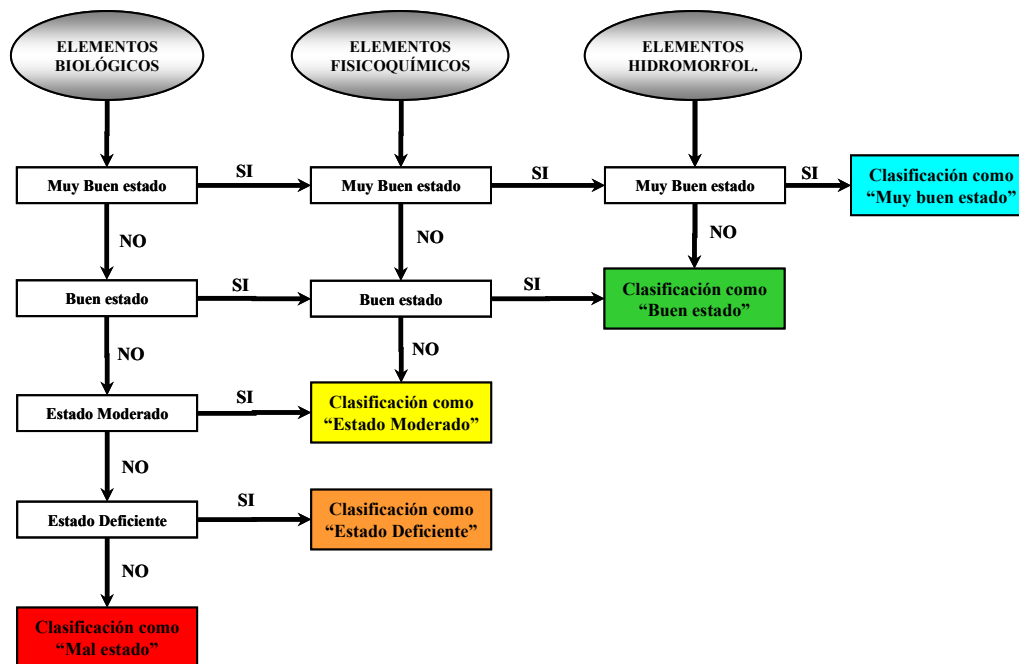 ELEMENTOS
BIOLÓGICOS
ELEMENTOS
FISICOQUÍMICOS
ELEMENTOS
HIDROMORFOL.
Muy Buen estado
SI
Muy Buen estado
SI
Muy Buen estado
SI
Clasificación como
“Muy buen estado”
NO
NO
NO
Buen estado
SI
Buen estado
SI
Clasificación como
“Buen estado”
NO
NO
Estado Moderado
SI
Clasificación como
“Estado Moderado”
NO
Estado Deficiente
SI
Clasificación como
“Estado Deficiente”
NO
Clasificación como
“Mal estado”